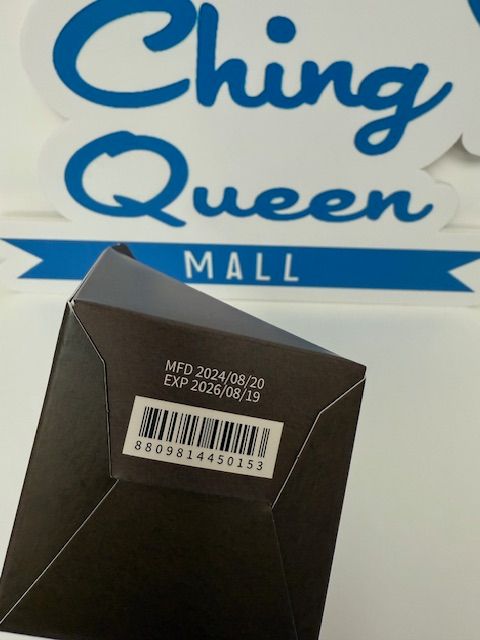 Ching
Queen
MALL
MFD 2024/08/20
EXP 2026/08/19
8809814450153